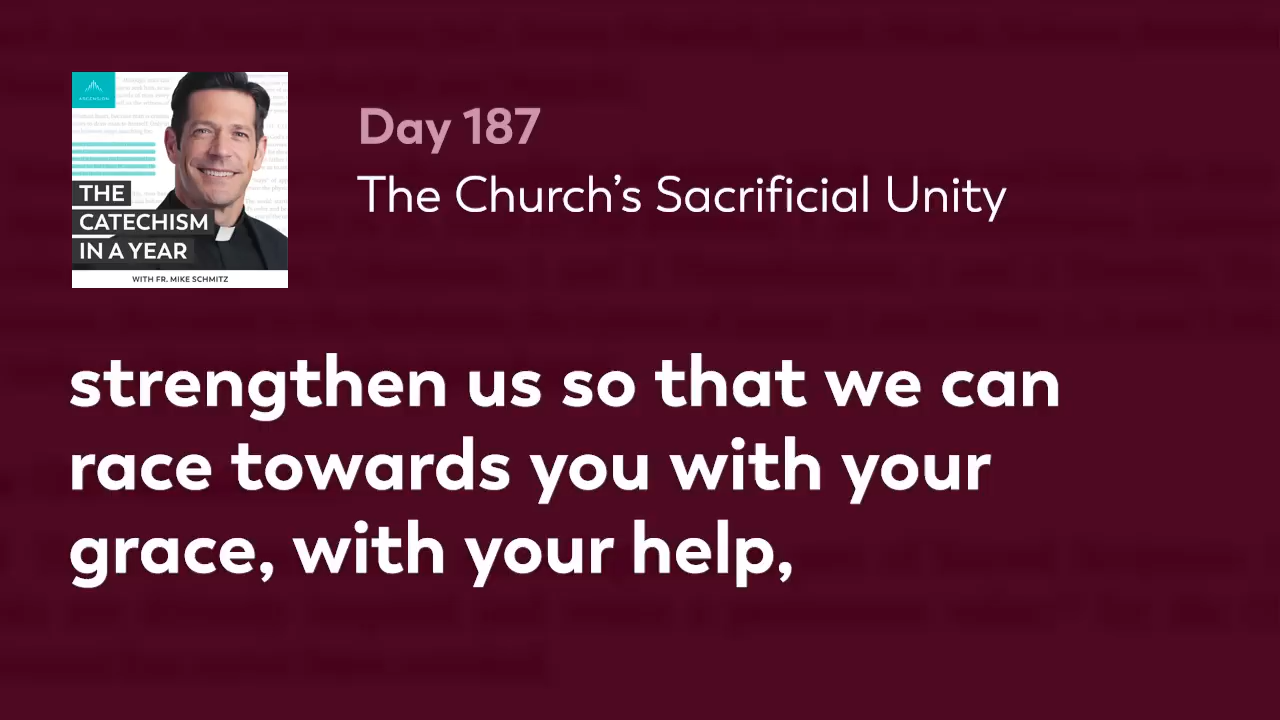 ASCENSION
THE
CATECHISM
IN A YEAR
WITH FR. MIKE SCHMITZ
Day 187
The Church’s Sacrificial Unity
strengthen us so that we can
race towards you with your
grace, with your help,